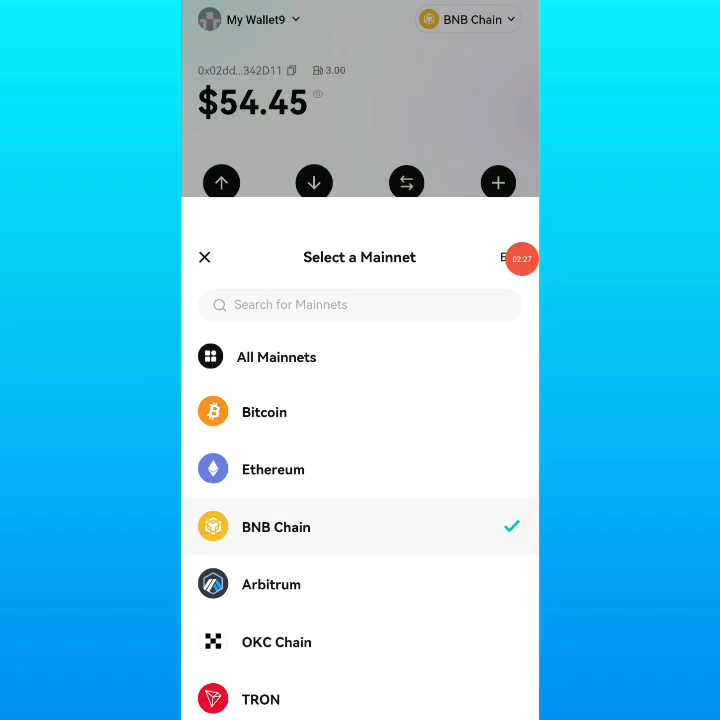 My Wallet9
BNB Chain
0x02dd...342D11
3.00
$54.45
Select a Mainnet
02:27
Search for Mainnets
All Mainnets
Bitcoin
Ethereum
BNB Chain
Arbitrum
OKC Chain
TRON